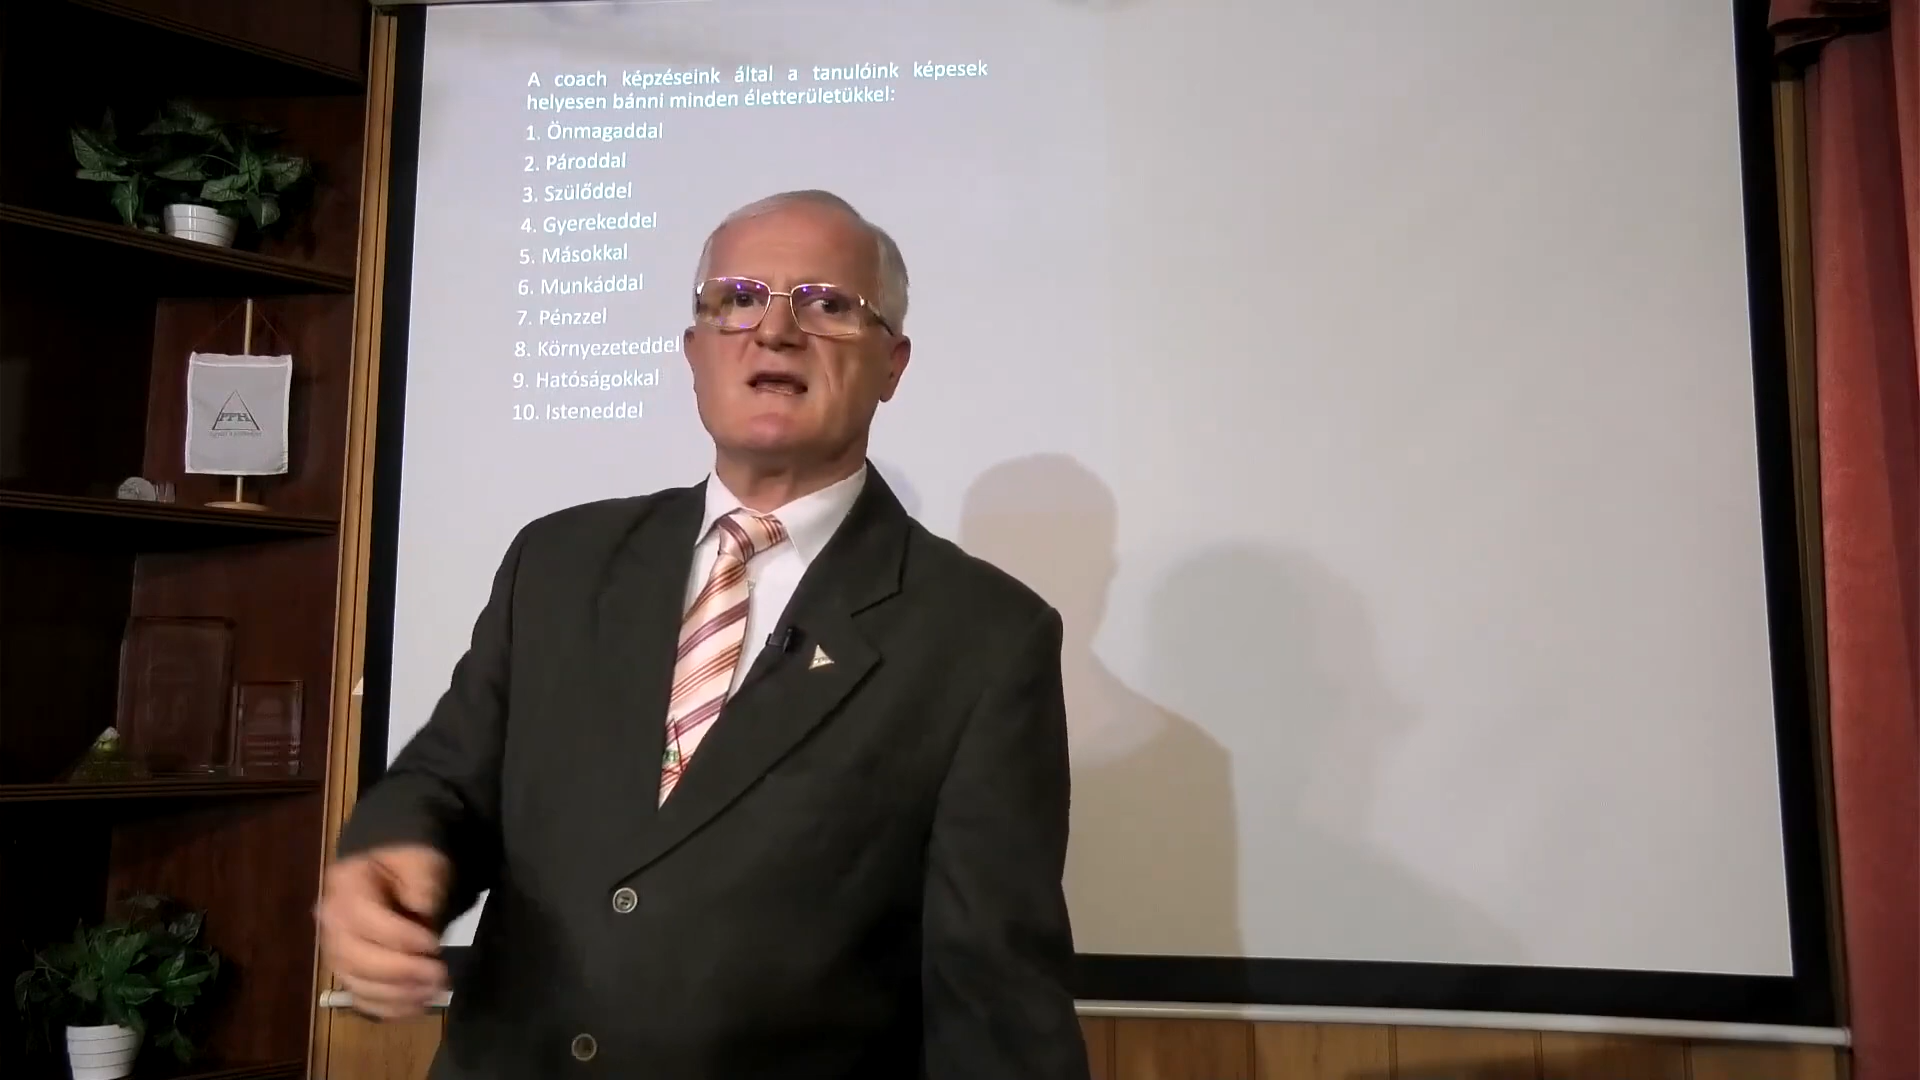 A coach képzéseink által a tanulóink képesek
helyesen bánni minden életterületükkel:
1. Önmagaddal
2. Pároddal
3. Szülőddel
4. Gyerekeddel
5. Másokkal
6. Munkáddal
7. Pénzzel
8. Környezeteddel
9. Hatóságokkal
10. Isteneddel
PFH